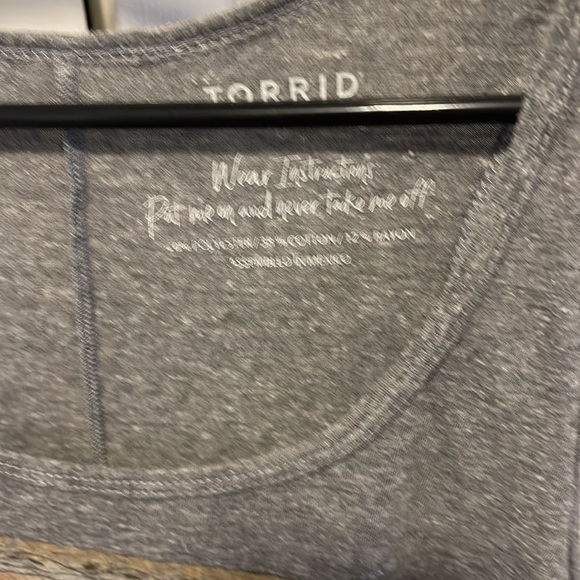 TORRID
Wear Instructions
Put me on and never take me off!
POLYESTER / 38% COTTON / 12% RAYON
ASSEMBLED IN MEXICO